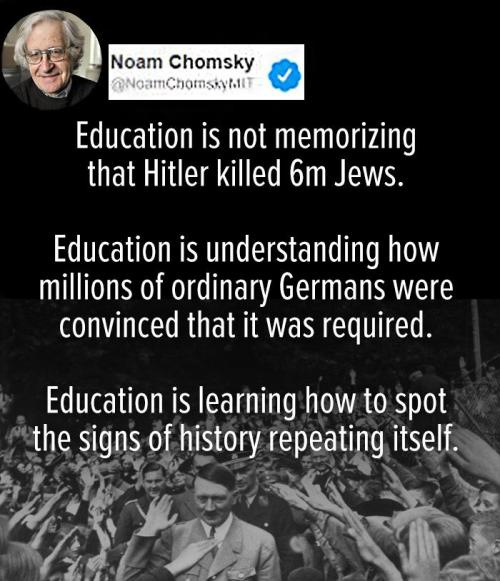 Noam Chomsky
@NoamChomskyMIT
Education is not memorizing
that Hitler killed 6m Jews.
Education is understanding how
millions of ordinary Germans were
convinced that it was required.
Education is learning how to spot
the signs of history repeating itself.